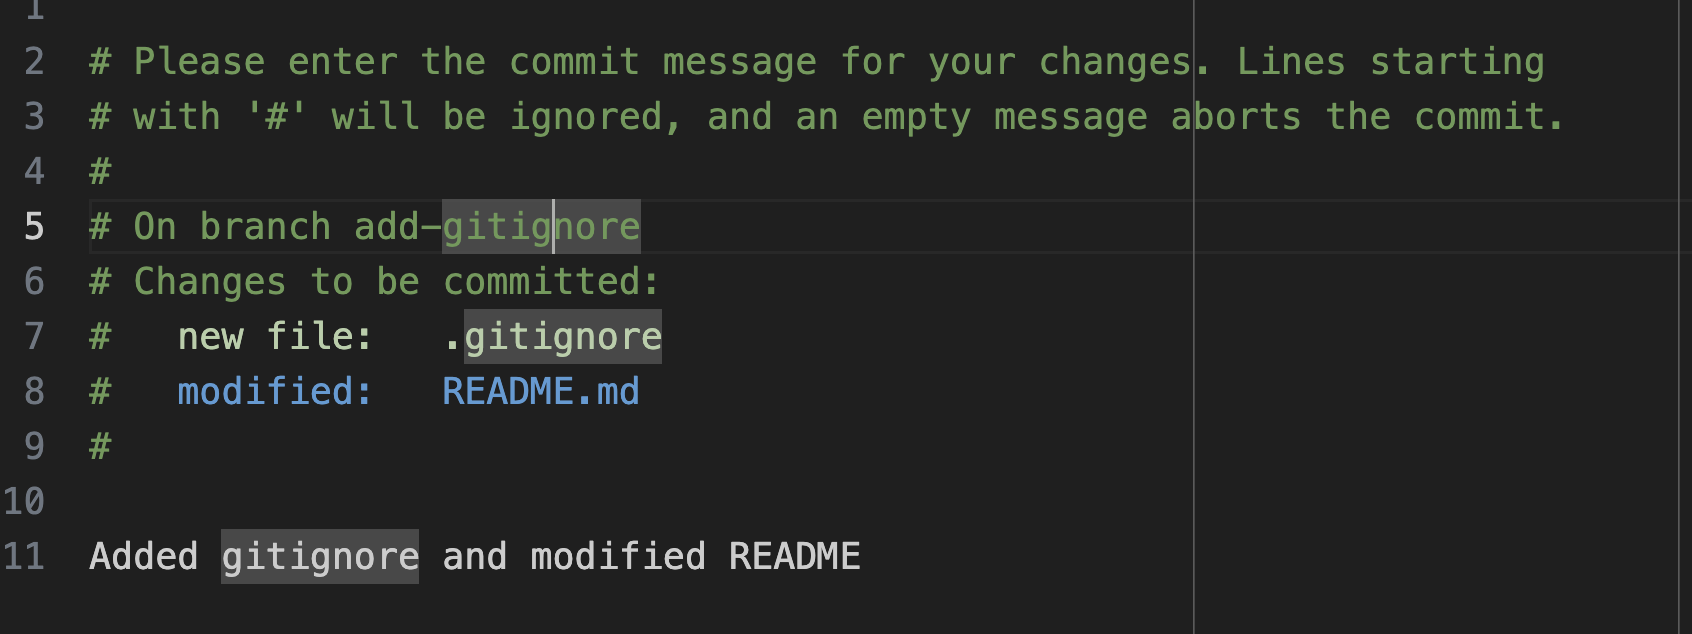 1
2 # Please enter the commit message for your changes. Lines starting
3 # with '#' will be ignored, and an empty message aborts the commit.
4 #
5 # On branch add-gitignore
6 # Changes to be committed:
7 #   new file:   .gitignore
8 #   modified:   README.md
9 #
10
11 Added gitignore and modified README